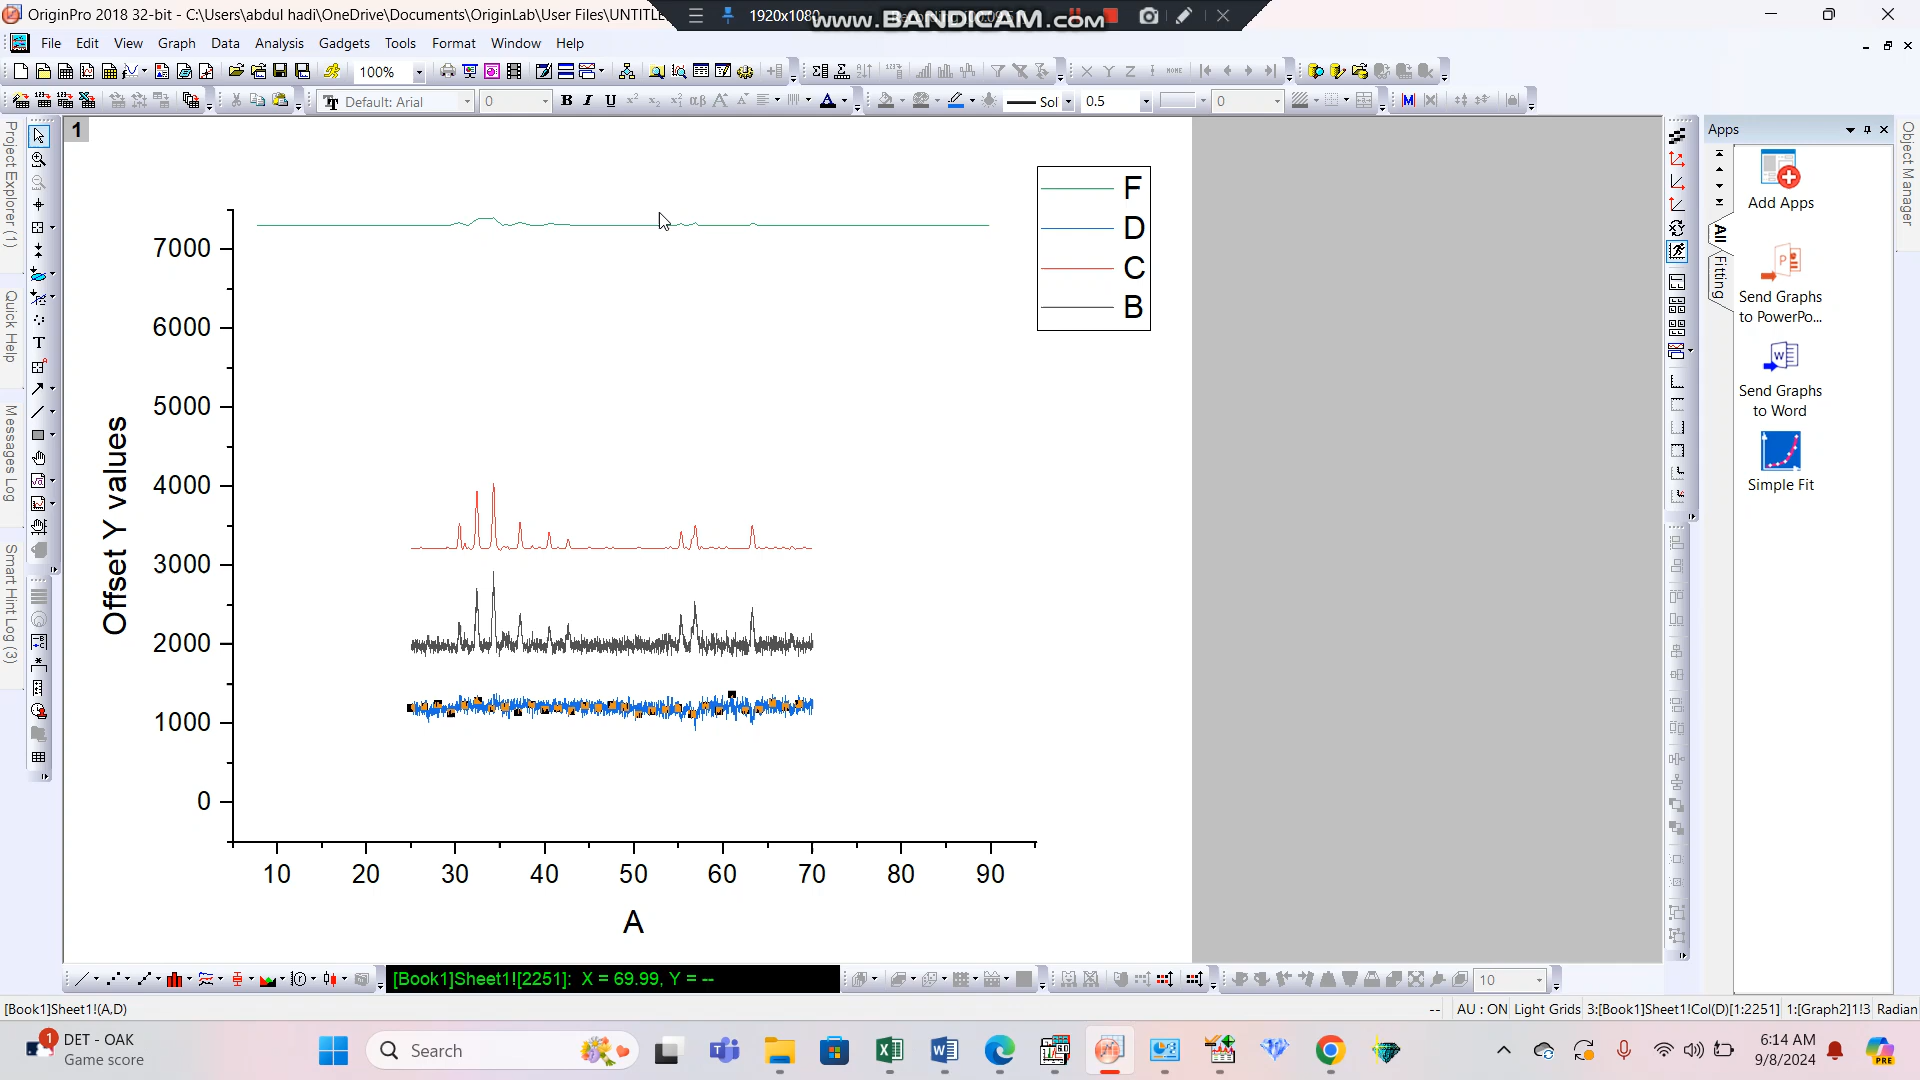 OriginPro 2018 32-bit - C:\Users\abdul hadi\OneDrive\Documents\OriginLab\User Files\UNTITLE
1920x1080
www.BANDICAM.com
File Edit View Graph Data Analysis Gadgets Tools Format Window Help
100%
Default: Arial 0 B I U Sol 0.5 0
Project Explorer (1)
Quick Help
Messages Log
Smart Hint Log (3)
1
F
D
C
B
7000
6000
5000
4000
3000
2000
1000
0
Offset Y values
10 20 30 40 50 60 70 80 90
A
Apps
Add Apps
Send Graphs
to PowerPo...
Send Graphs
to Word
Simple Fit
All
Fitting
Object Manager
[Book1]Sheet1![2251]: X = 69.99, Y = --
10
[Book1]Sheet1!(A,D)
-- AU : ON Light Grids 3:[Book1]Sheet1!Col(D)[1:2251] 1:[Graph2]1!3 Radian
1
DET - OAK
Game score
Search
6:14 AM
9/8/2024
PRE